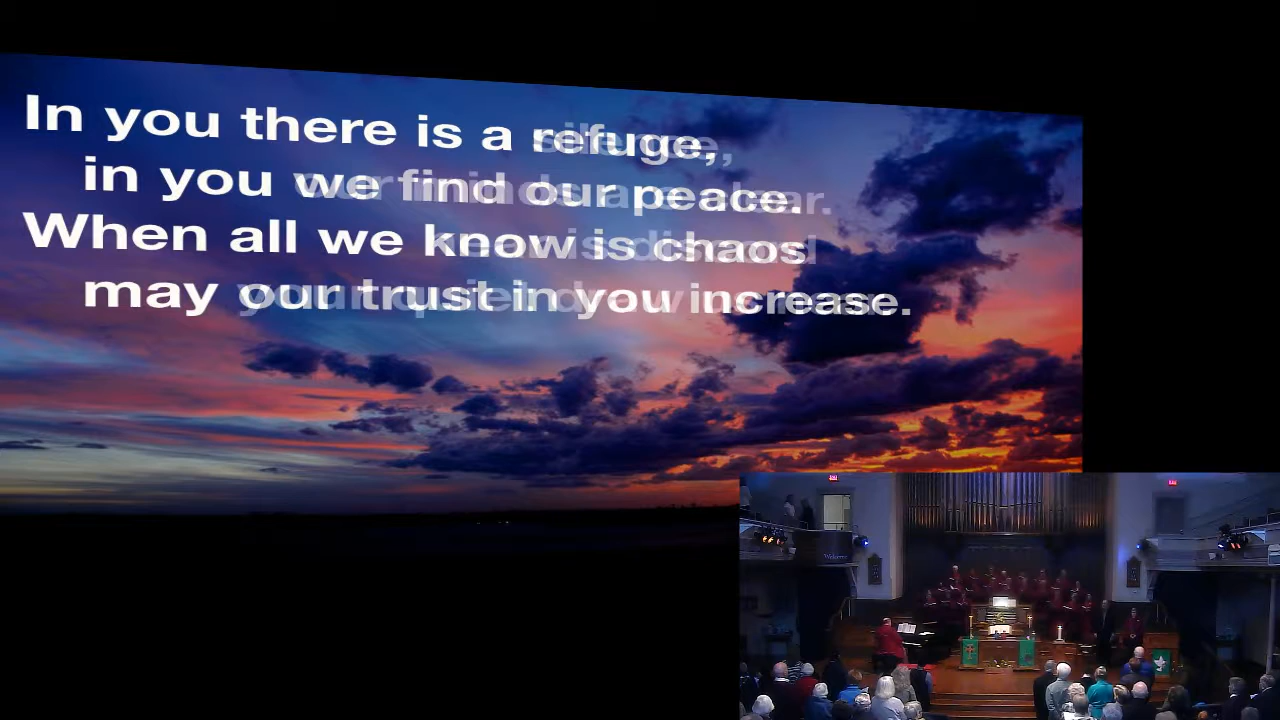 In you there is a refuge,
in you we find our peace.
When all we know is chaos
may our trust in you increase.
Welcome